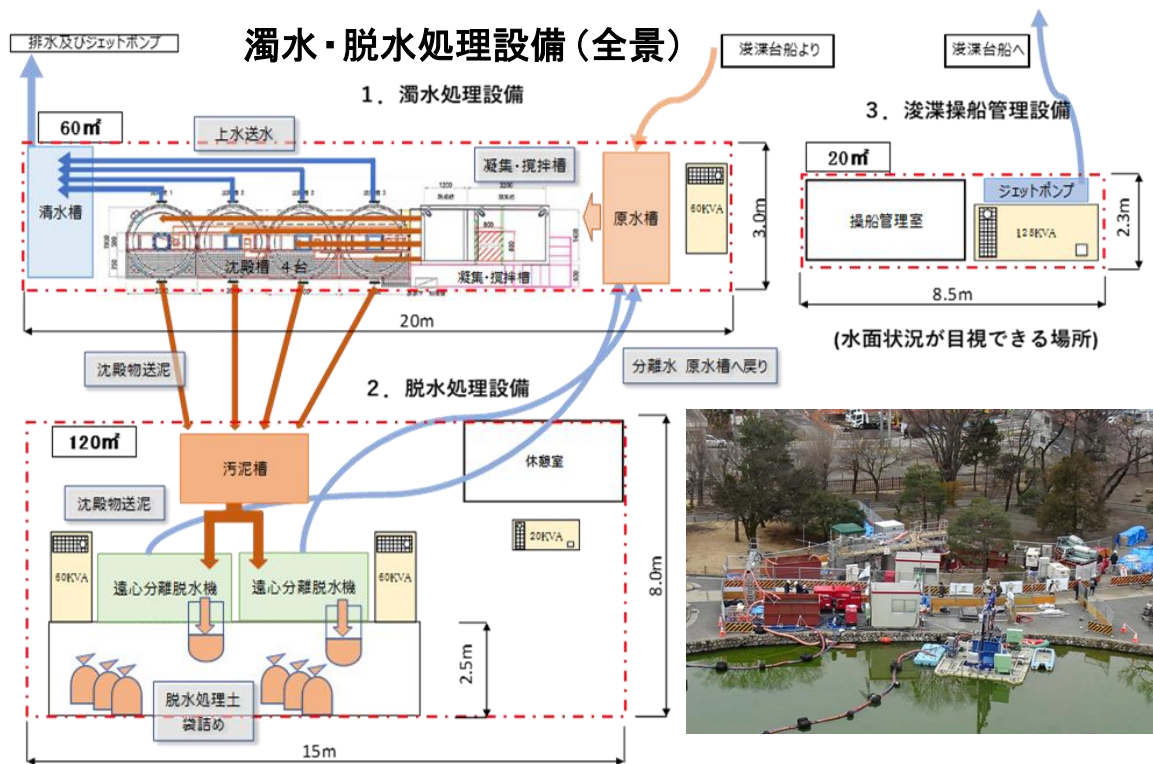 濁水・脱水処理設備（全景）
排水及びジェットポンプ
浚渫台船より
浚渫台船へ
1．濁水処理設備
3．浚渫操船管理設備
60㎡
上水送水
凝集・撹拌槽
20㎡
清水槽
原水槽
60KVA
3.0m
操船管理室
ジェットポンプ
125KVA
2.3m
沈殿槽 4台
凝集・撹拌槽
1200
800
20m
8.5m
(水面状況が目視できる場所)
沈殿物送泥
分離水 原水槽へ戻り
2．脱水処理設備
120㎡
汚泥槽
休憩室
沈殿物送泥
60KVA
遠心分離脱水機
遠心分離脱水機
60KVA
20KVA
8.0m
2.5m
脱水処理土
袋詰め
15m